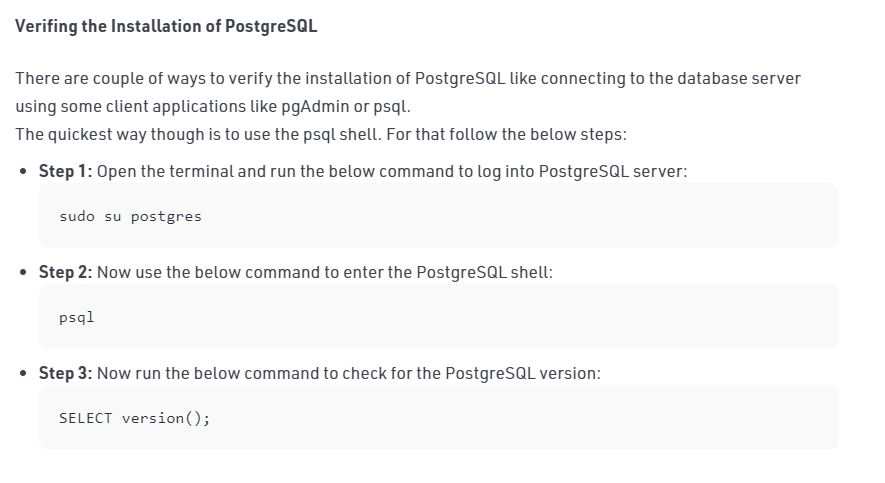 Verifing the Installation of PostgreSQL
There are couple of ways to verify the installation of PostgreSQL like connecting to the database server
using some client applications like pgAdmin or psql.
The quickest way though is to use the psql shell. For that follow the below steps:
• Step 1: Open the terminal and run the below command to log into PostgreSQL server:
sudo su postgres
• Step 2: Now use the below command to enter the PostgreSQL shell:
psql
• Step 3: Now run the below command to check for the PostgreSQL version:
SELECT version();